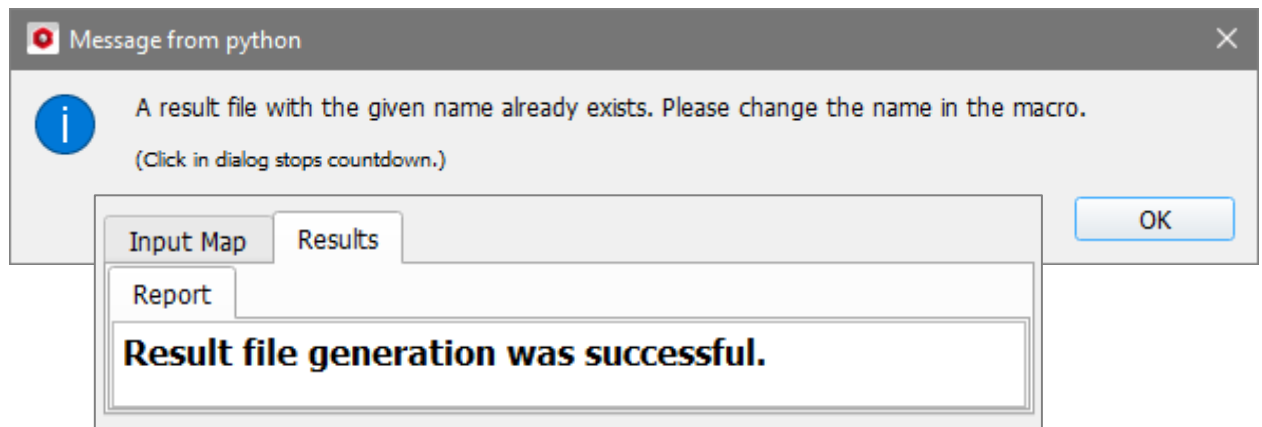 Message from python
A result file with the given name already exists. Please change the name in the macro.
(Click in dialog stops countdown.)
OK
Input Map Results
Report
Result file generation was successful.